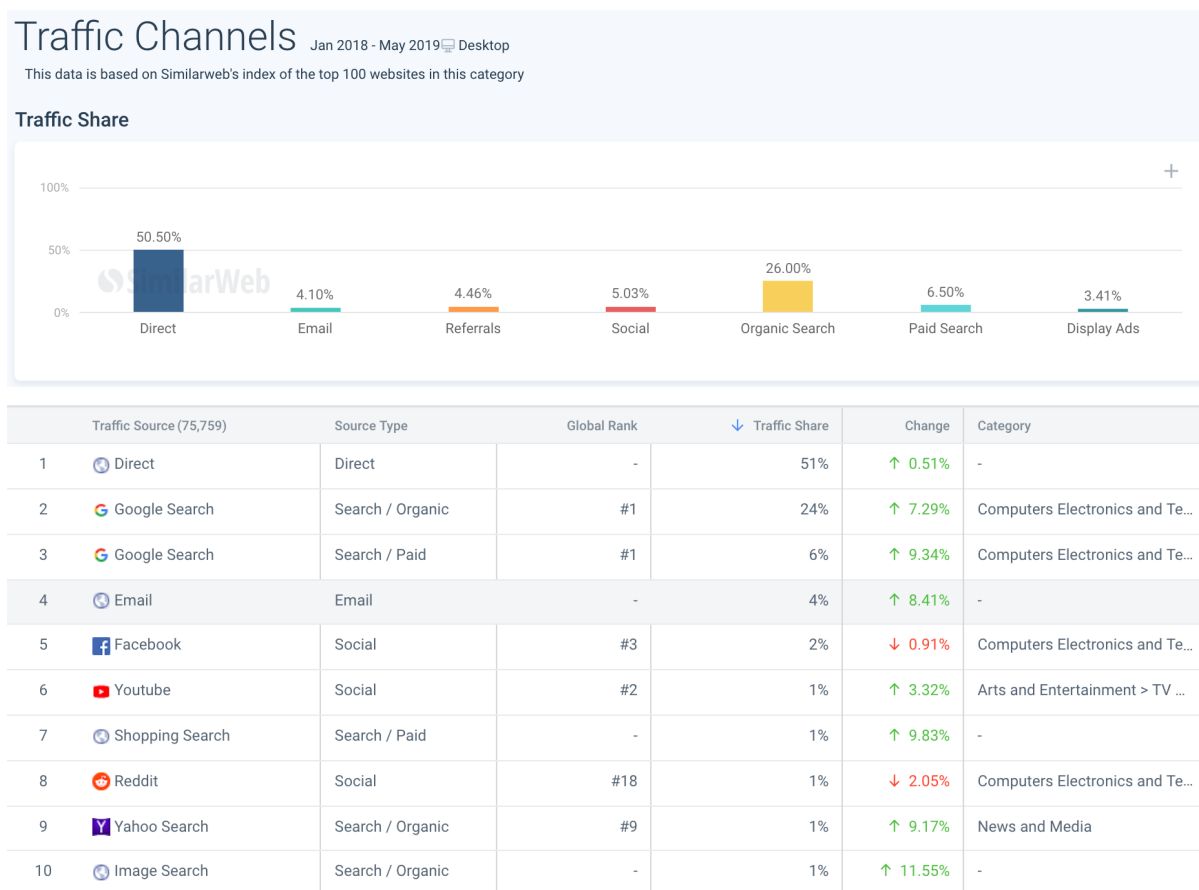 Traffic Channels Jan 2018 - May 2019 Desktop
This data is based on Similarweb's index of the top 100 websites in this category
Traffic Share
100%
50.50%
50%
26.00%
SimilarWeb
4.10% 4.46% 5.03% 6.50% 3.41%
0%
Direct Email Referrals Social Organic Search Paid Search Display Ads
Traffic Source (75,759) Source Type Global Rank ↓ Traffic Share Change Category
1 Direct Direct - 51% ↑ 0.51% -
2 Google Search Search / Organic #1 24% ↑ 7.29% Computers Electronics and Te...
3 Google Search Search / Paid #1 6% ↑ 9.34% Computers Electronics and Te...
4 Email Email - 4% ↑ 8.41% -
5 Facebook Social #3 2% ↓ 0.91% Computers Electronics and Te...
6 Youtube Social #2 1% ↑ 3.32% Arts and Entertainment > TV ...
7 Shopping Search Search / Paid - 1% ↑ 9.83% -
8 Reddit Social #18 1% ↓ 2.05% Computers Electronics and Te...
9 Yahoo Search Search / Organic #9 1% ↑ 9.17% News and Media
10 Image Search Search / Organic - 1% ↑ 11.55% -